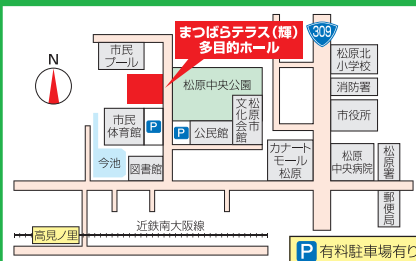 まつばらテラス(輝)
多目的ホール
309
N
市民
プール
松原中央公園
松原北
小学校
消防署
市役所
市民
体育館
P
P
公民館
松原市
文化会館
カナート
モール
松原
松原
中央病院
松原署
郵便局
今池
図書館
近鉄南大阪線
高見ノ里
P 有料駐車場有り